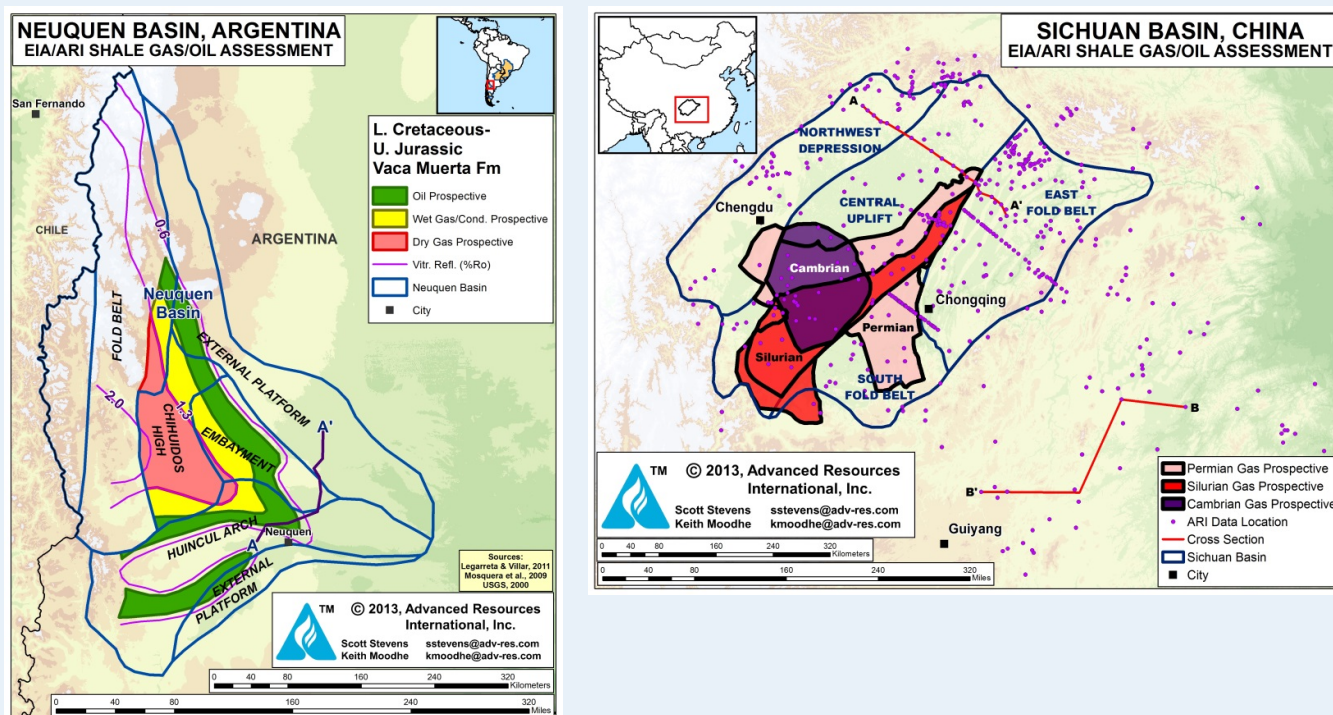 NEUQUEN BASIN, ARGENTINA
EIA/ARI SHALE GAS/OIL ASSESSMENT
San Fernando
CHILE
ARGENTINA
L. Cretaceous-
U. Jurassic
Vaca Muerta Fm
Oil Prospective
Wet Gas/Cond. Prospective
Dry Gas Prospective
Vitr. Refl. (%Ro)
Neuquen Basin
City
0.6
Neuquen
Basin
FOLD BELT
EXTERNAL PLATFORM
2.0
1.3
CHIHUIDOS
HIGH
EMBAYMENT
A'
HUINCUL ARCH
A
Neuquen
EXTERNAL
PLATFORM
Sources:
Legarreta & Villar, 2011
Mosquera et al., 2009
USGS, 2000
TM
© 2013, Advanced Resources
International, Inc.
Scott Stevens sstevens@adv-res.com
Keith Moodhe kmoodhe@adv-res.com
0 40 80 160 240 320
Kilometers
0 40 80 160 240 320
Miles
SICHUAN BASIN, CHINA
EIA/ARI SHALE GAS/OIL ASSESSMENT
A
NORTHWEST
DEPRESSION
CENTRAL
UPLIFT
A'
EAST
FOLD BELT
Chengdu
Cambrian
Chongqing
Permian
Silurian
SOUTH
FOLD BELT
B
B'
Guiyang
TM
© 2013, Advanced Resources
International, Inc.
Scott Stevens sstevens@adv-res.com
Keith Moodhe kmoodhe@adv-res.com
0 40 80 160 240 320
Kilometers
0 40 80 160 240 320
Miles
Permian Gas Prospective
Silurian Gas Prospective
Cambrian Gas Prospective
ARI Data Location
Cross Section
Sichuan Basin
City